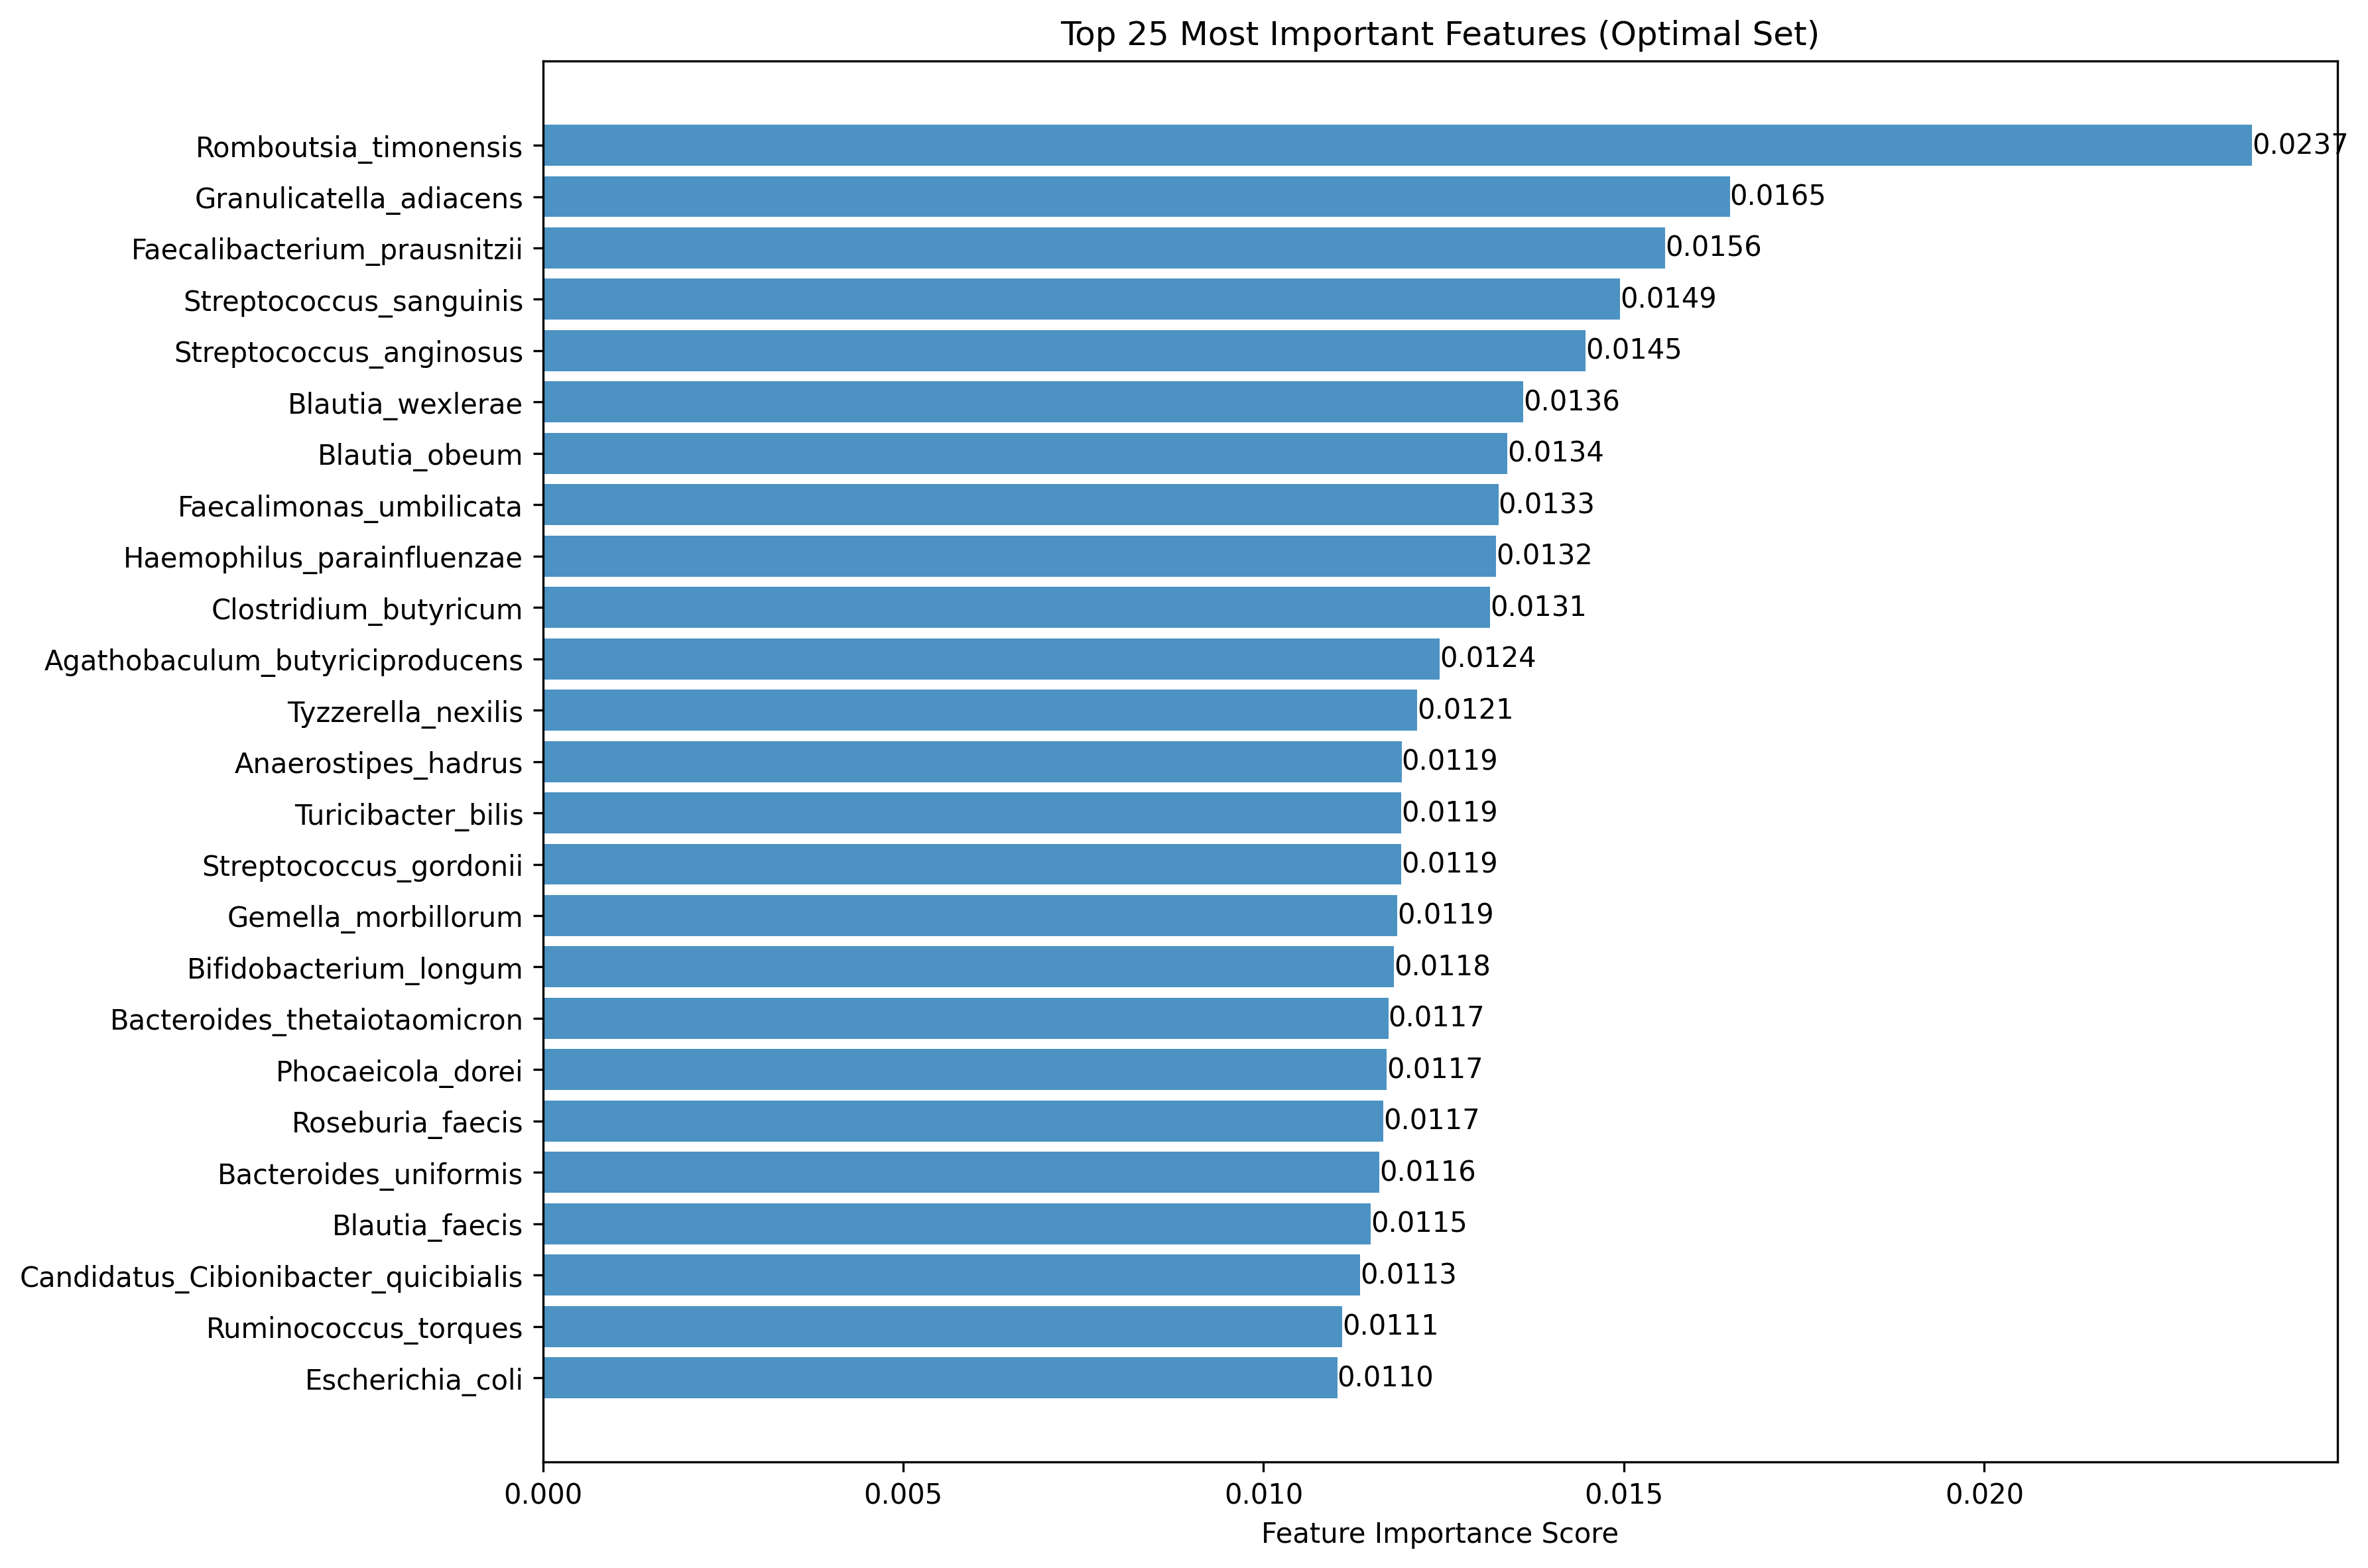 Top 25 Most Important Features (Optimal Set)
Romboutsia_timonensis 0.0237
Granulicatella_adiacens 0.0165
Faecalibacterium_prausnitzii 0.0156
Streptococcus_sanguinis 0.0149
Streptococcus_anginosus 0.0145
Blautia_wexlerae 0.0136
Blautia_obeum 0.0134
Faecalimonas_umbilicata 0.0133
Haemophilus_parainfluenzae 0.0132
Clostridium_butyricum 0.0131
Agathobaculum_butyriciproducens 0.0124
Tyzzerella_nexilis 0.0121
Anaerostipes_hadrus 0.0119
Turicibacter_bilis 0.0119
Streptococcus_gordonii 0.0119
Gemella_morbillorum 0.0119
Bifidobacterium_longum 0.0118
Bacteroides_thetaiotaomicron 0.0117
Phocaeicola_dorei 0.0117
Roseburia_faecis 0.0117
Bacteroides_uniformis 0.0116
Blautia_faecis 0.0115
Candidatus_Cibionibacter_quicibialis 0.0113
Ruminococcus_torques 0.0111
Escherichia_coli 0.0110
0.000 0.005 0.010 0.015 0.020
Feature Importance Score